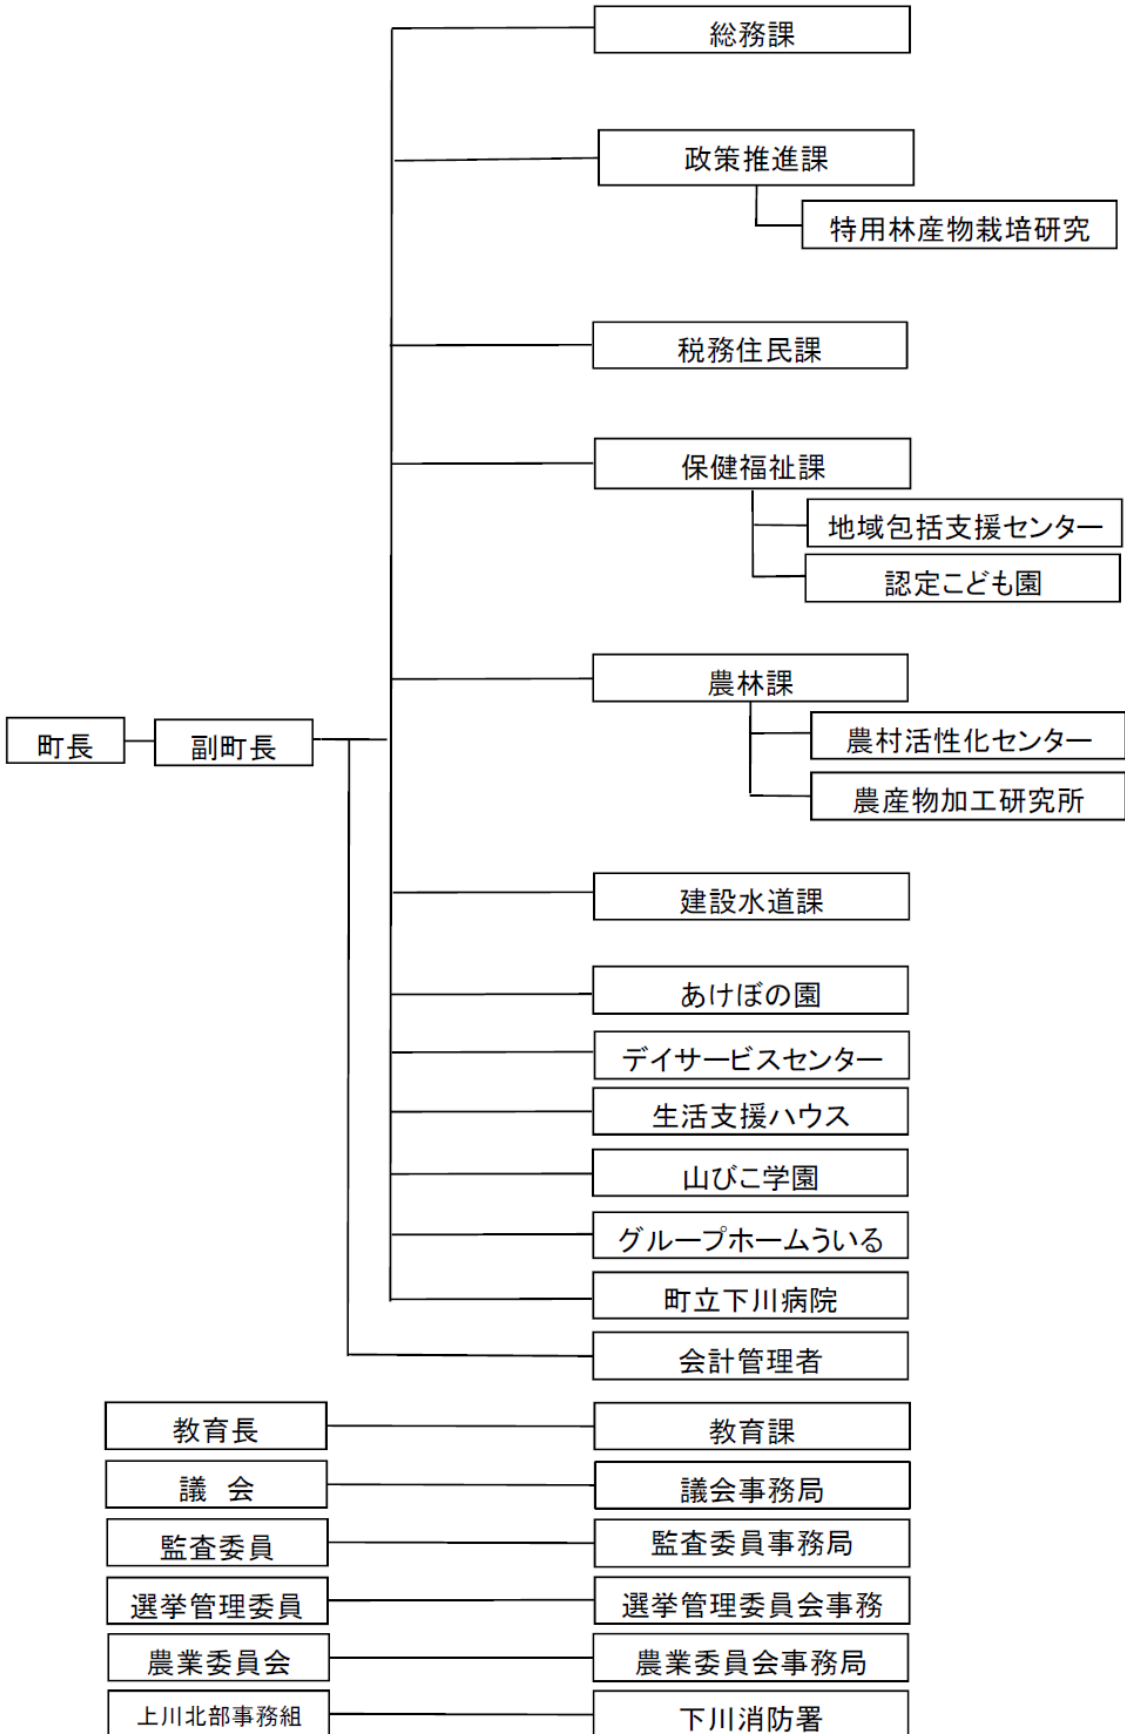 総務課
政策推進課
特用林産物栽培研究
税務住民課
保健福祉課
地域包括支援センター
認定こども園
農林課
町長
副町長
農村活性化センター
農産物加工研究所
建設水道課
あけぼの園
デイサービスセンター
生活支援ハウス
山びこ学園
グループホームういる
町立下川病院
会計管理者
教育長
教育課
議 会
議会事務局
監査委員
監査委員事務局
選挙管理委員
選挙管理委員会事務
農業委員会
農業委員会事務局
上川北部事務組
下川消防署